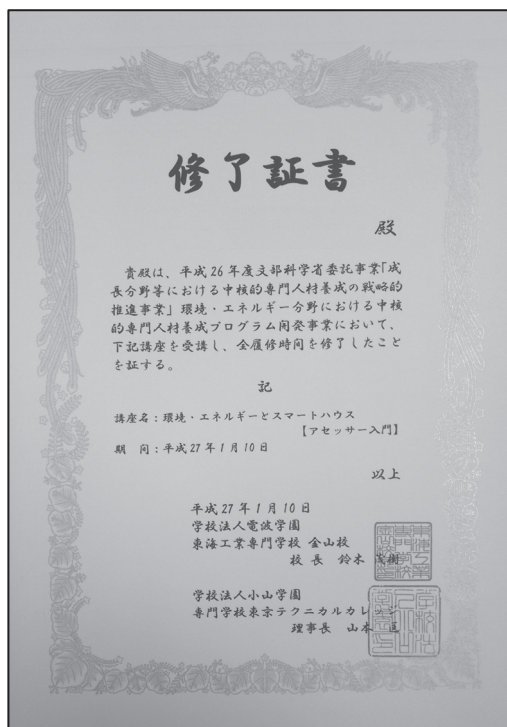 修了証書
殿
貴殿は、平成26年度文部科学省委託事業「成
長分野等における中核的専門人材養成の戦略的
推進事業」環境・エネルギー分野における中核
的専門人材養成プログラム開発事業において、
下記講座を受講し、全履修時間を修了したこと
を証する。
記
講座名：環境・エネルギーとスマートハウス
【アセッサー入門】
期　間：平成27年1月10日
以上
平成27年1月10日
学校法人電波学園
東海工業専門学校 金山校
校 長　鈴木 茂樹
学校法人小山学園
専門学校東京テクニカルカレッジ
理事長　山本 匡